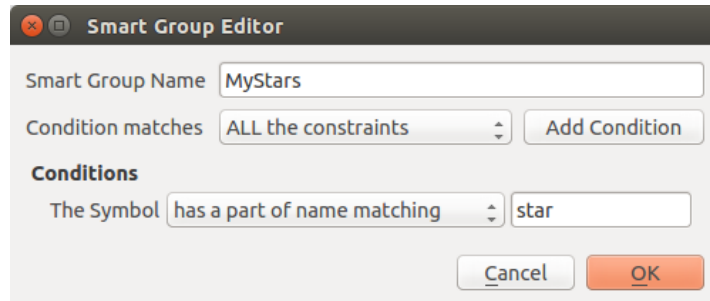 Smart Group Editor
Smart Group Name MyStars
Condition matches ALL the constraints Add Condition
Conditions
The Symbol has a part of name matching star
Cancel OK